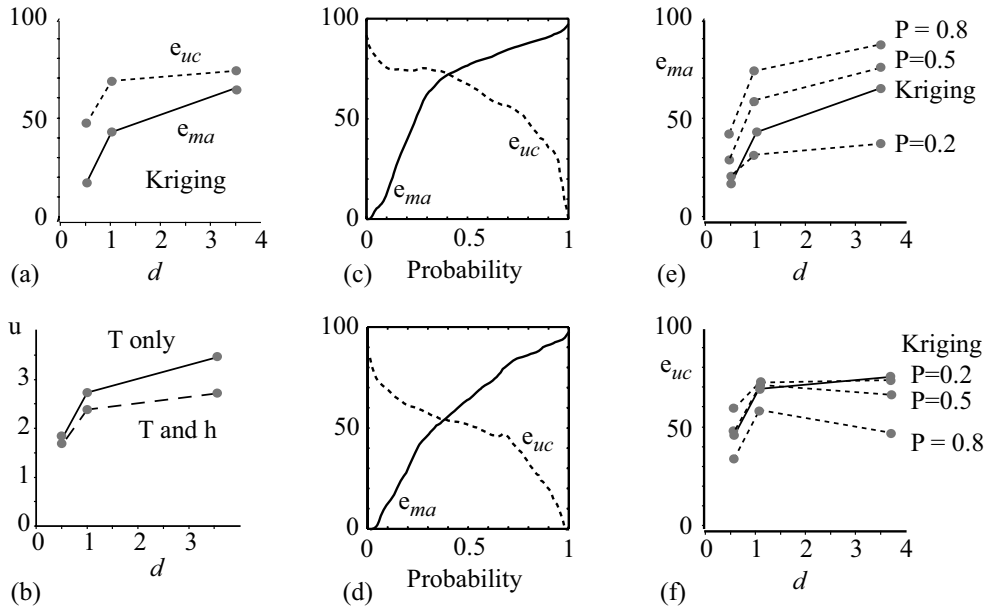 100
e_uc
50
e_ma
Kriging
0
0 1 2 3 4
(a) d
u
T only
3
2
T and h
1
0
0 1 2 3 4
(b) d
100
50
e_uc
e_ma
0
0 0.5 1
(c) Probability
100
50
e_uc
e_ma
0
0 0.5 1
(d) Probability
100
e_ma
P = 0.8
P=0.5
Kriging
50
P=0.2
0
0 1 2 3 4
(e) d
100
Kriging
e_uc
P=0.2
P=0.5
50
P = 0.8
0
0 1 2 3 4
(f) d